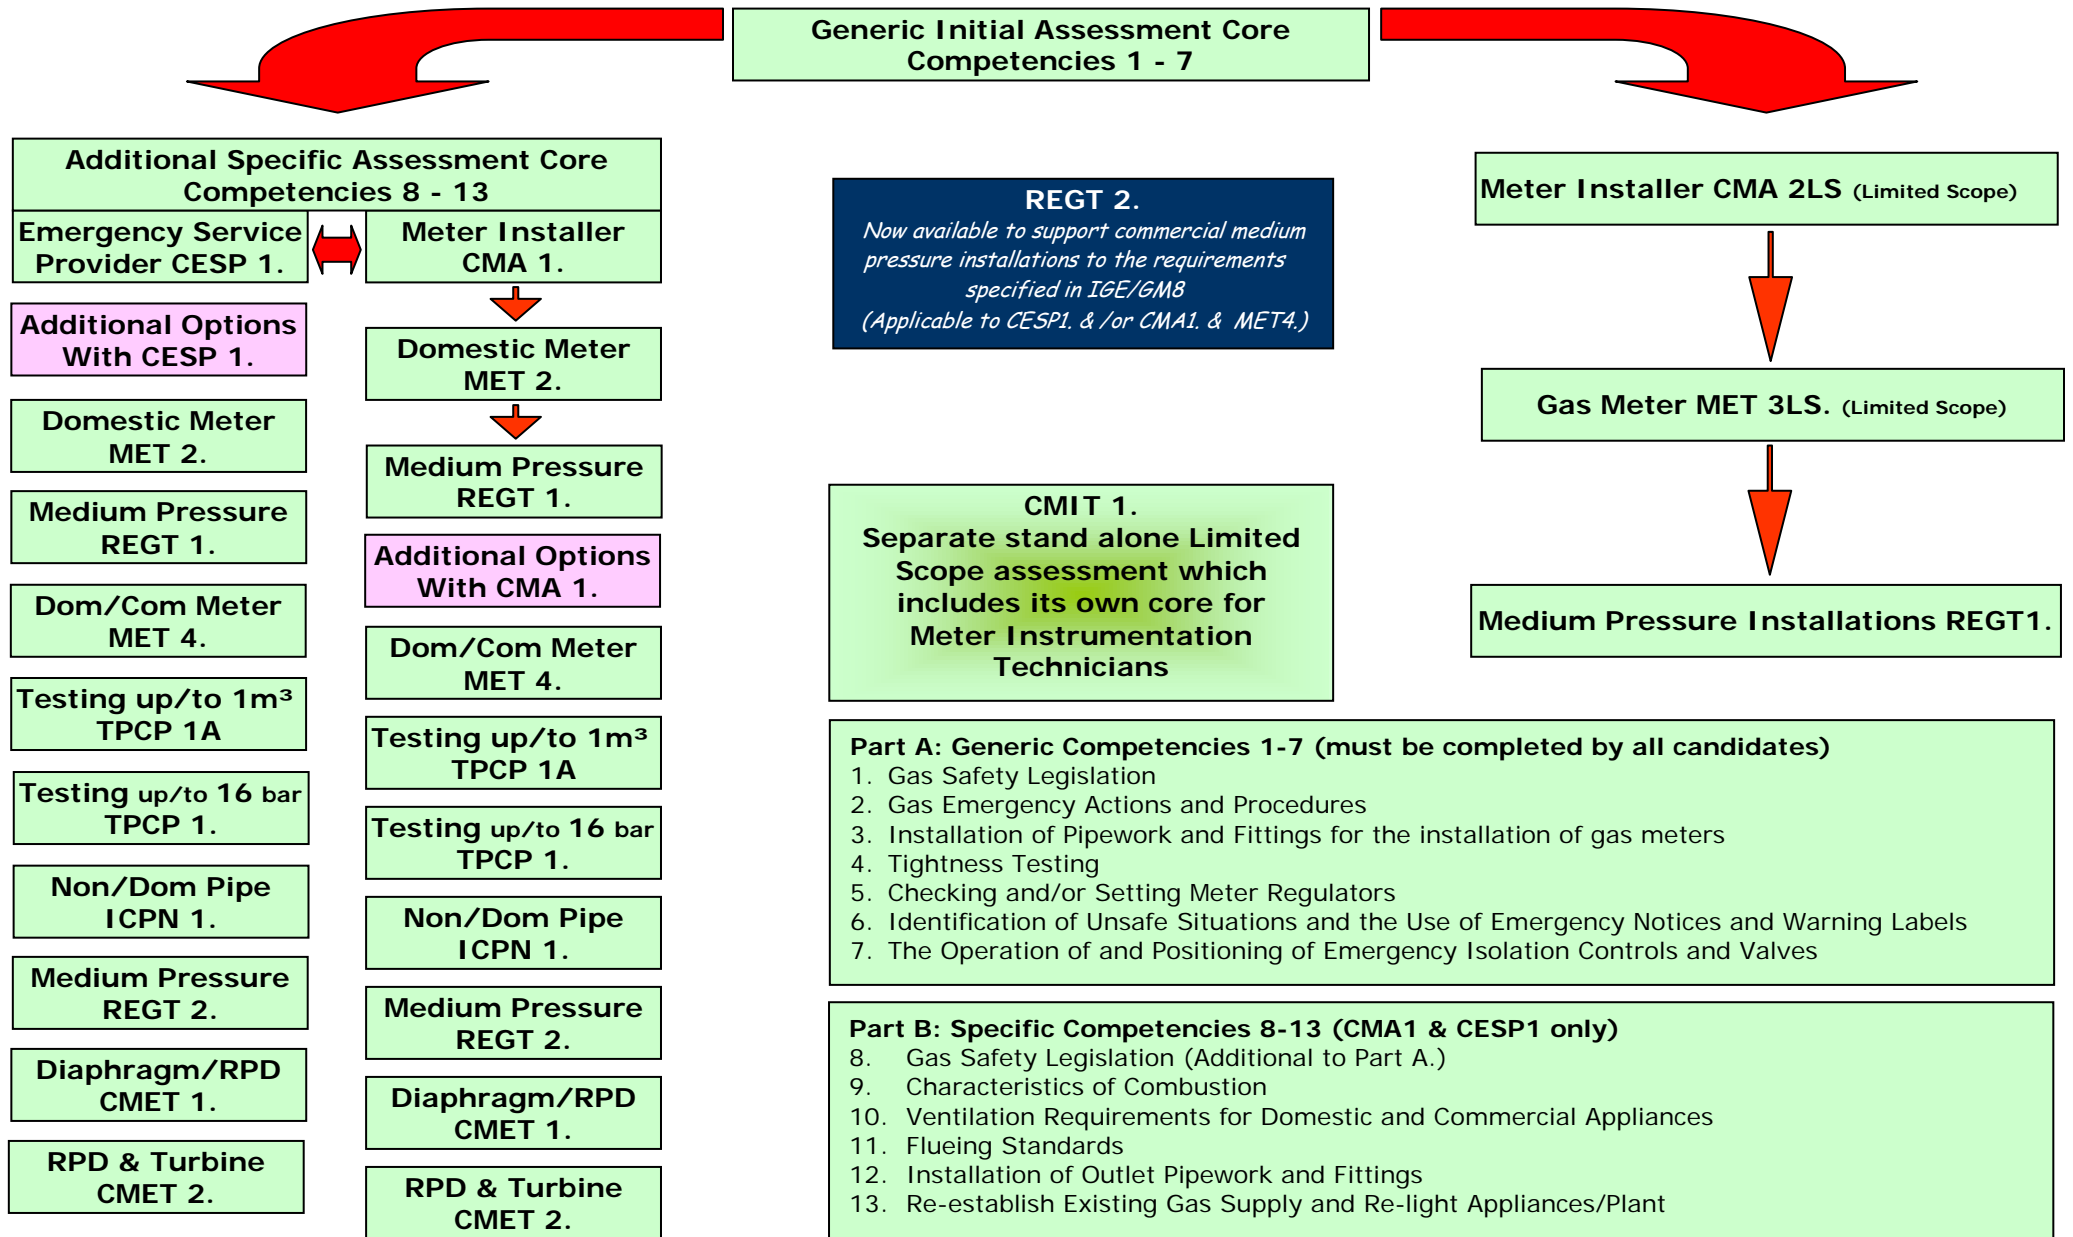 Generic Initial Assessment Core
Competencies 1 - 7
Additional Specific Assessment Core
Competencies 8 - 13
Emergency Service
Provider CESP 1.
Meter Installer
CMA 1.
Additional Options
With CESP 1.
Domestic Meter
MET 2.
Medium Pressure
REGT 1.
Dom/Com Meter
MET 4.
Testing up/to 1m³
TPCP 1A
Testing up/to 16 bar
TPCP 1.
Non/Dom Pipe
ICPN 1.
Medium Pressure
REGT 2.
Diaphragm/RPD
CMET 1.
RPD & Turbine
CMET 2.
Domestic Meter
MET 2.
Medium Pressure
REGT 1.
Additional Options
With CMA 1.
Dom/Com Meter
MET 4.
Testing up/to 1m³
TPCP 1A
Testing up/to 16 bar
TPCP 1.
Non/Dom Pipe
ICPN 1.
Medium Pressure
REGT 2.
Diaphragm/RPD
CMET 1.
RPD & Turbine
CMET 2.
REGT 2.
Now available to support commercial medium
pressure installations to the requirements
specified in IGE/GM8
(Applicable to CESP1. & /or CMA1. & MET4.)
CMIT 1.
Separate stand alone Limited
Scope assessment which
includes its own core for
Meter Instrumentation
Technicians
Meter Installer CMA 2LS (Limited Scope)
Gas Meter MET 3LS. (Limited Scope)
Medium Pressure Installations REGT1.
Part A: Generic Competencies 1-7 (must be completed by all candidates)
1. Gas Safety Legislation
2. Gas Emergency Actions and Procedures
3. Installation of Pipework and Fittings for the installation of gas meters
4. Tightness Testing
5. Checking and/or Setting Meter Regulators
6. Identification of Unsafe Situations and the Use of Emergency Notices and Warning Labels
7. The Operation of and Positioning of Emergency Isolation Controls and Valves
Part B: Specific Competencies 8-13 (CMA1 & CESP1 only)
8. Gas Safety Legislation (Additional to Part A.)
9. Characteristics of Combustion
10. Ventilation Requirements for Domestic and Commercial Appliances
11. Flueing Standards
12. Installation of Outlet Pipework and Fittings
13. Re-establish Existing Gas Supply and Re-light Appliances/Plant